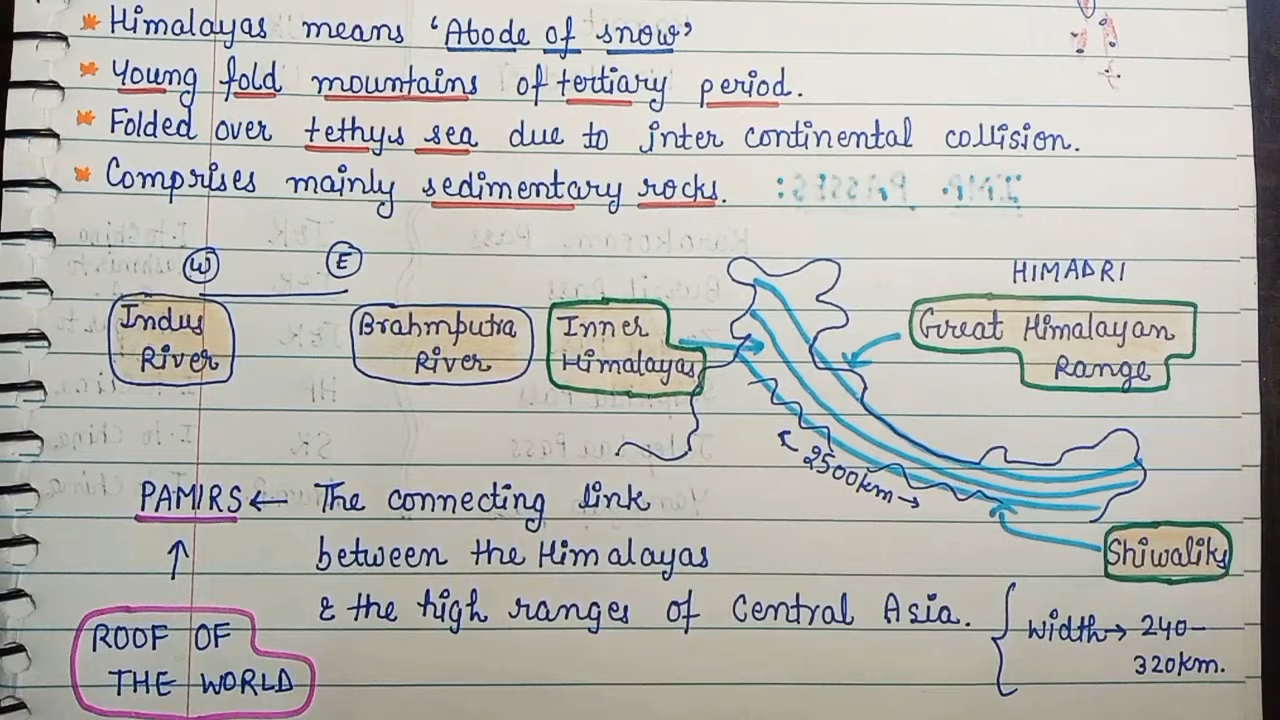 Himalayas means 'Abode of snow'
Young fold mountains of tertiary period.
Folded over tethys sea due to inter continental collision.
Comprises mainly sedimentary rocks.
IMP. PASSES:
W
E
Indus
River
Brahmputra
River
Inner
Himalayas
HIMADRI
Great Himalayan
Range
← 2500km →
Shiwaliks
PAMIRS ← The connecting link
between the Himalayas
& the high ranges of Central Asia.
ROOF OF
THE WORLD
width → 240-
320km.